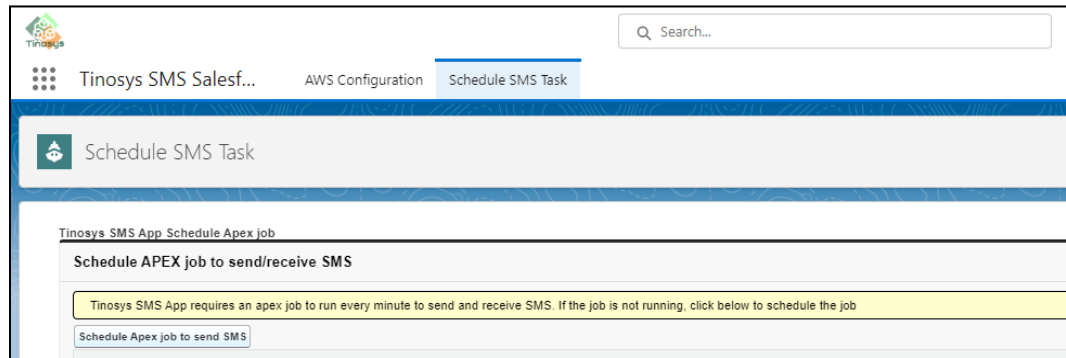 Tinosys
Search...
Tinosys SMS Salesf...
AWS Configuration
Schedule SMS Task
Schedule SMS Task
Tinosys SMS App Schedule Apex job
Schedule APEX job to send/receive SMS
Tinosys SMS App requires an apex job to run every minute to send and receive SMS. If the job is not running, click below to schedule the job
Schedule Apex job to send SMS